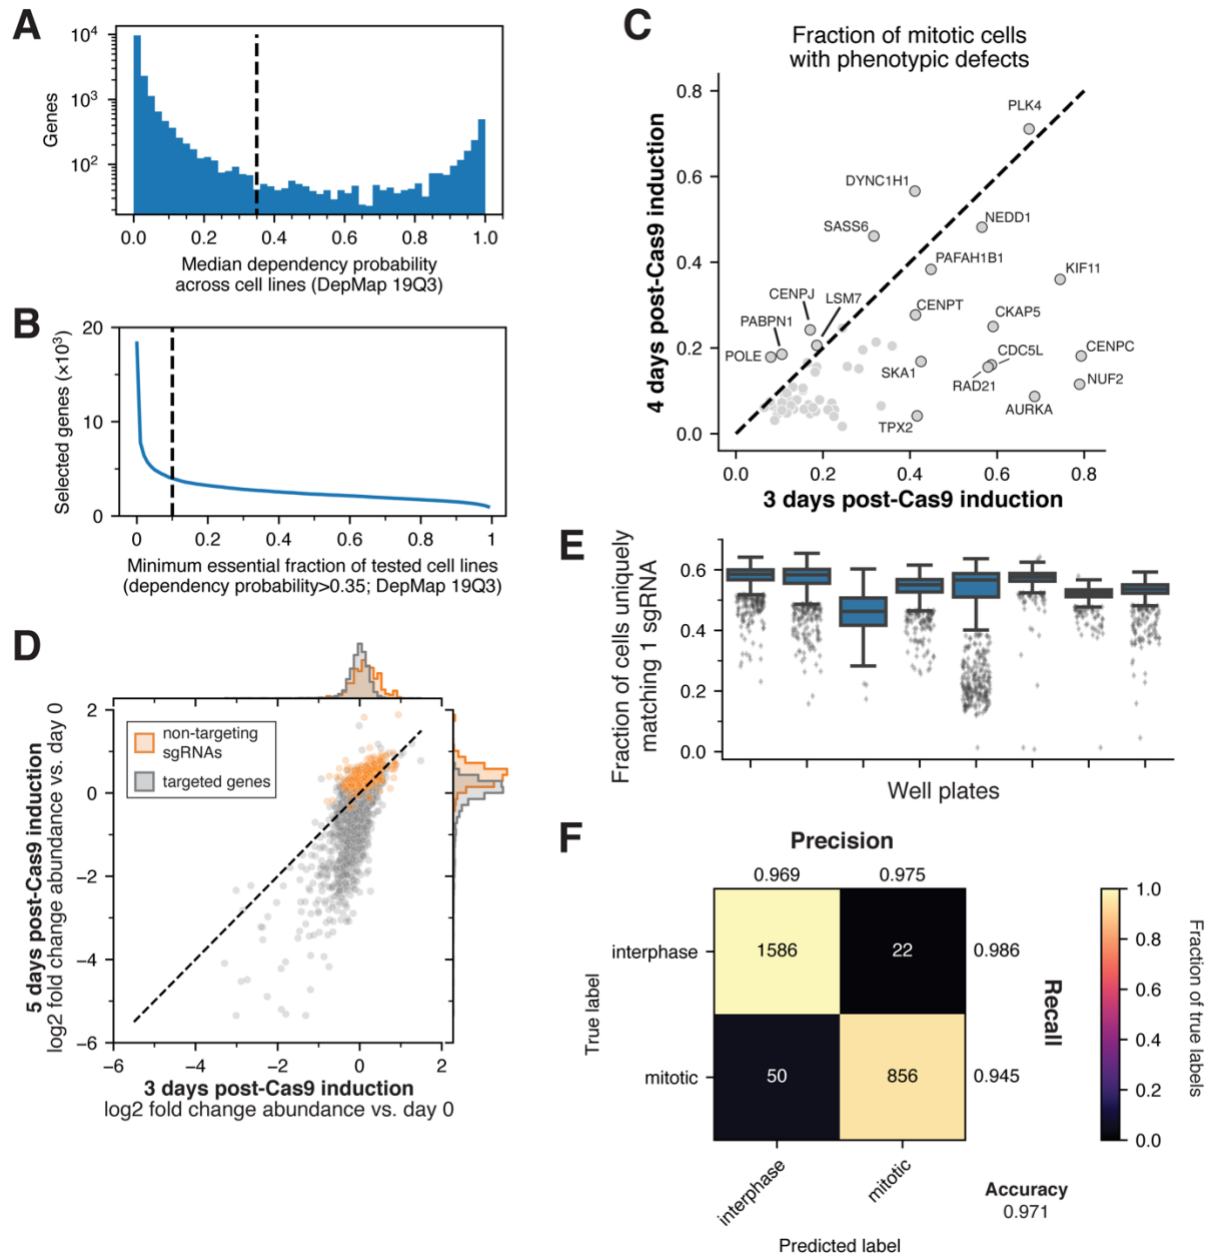 A
10⁴
10³
10²
Genes
0.0 0.2 0.4 0.6 0.8 1.0
Median dependency probability
across cell lines (DepMap 19Q3)
B
20
10
0
Selected genes (×10³)
0 0.2 0.4 0.6 0.8 1
Minimum essential fraction of tested cell lines
(dependency probability>0.35; DepMap 19Q3)
C
Fraction of mitotic cells
with phenotypic defects
0.8
0.6
0.4
0.2
0.0
4 days post-Cas9 induction
PLK4
DYNC1H1
SASS6
NEDD1
PAFAH1B1
KIF11
CENPJ
LSM7
CENPT
CKAP5
PABPN1
POLE
CDC5L
CENPC
SKA1
RAD21
NUF2
AURKA
TPX2
0.0 0.2 0.4 0.6 0.8
3 days post-Cas9 induction
D
2
0
−2
−4
−6
5 days post-Cas9 induction
log2 fold change abundance vs. day 0
non-targeting
sgRNAs
targeted genes
−6 −4 −2 0 2
3 days post-Cas9 induction
log2 fold change abundance vs. day 0
E
Fraction of cells uniquely
matching 1 sgRNA
0.6
0.4
0.2
0.0
Well plates
F
Precision
0.969 0.975
interphase 1586 22 0.986
mitotic 50 856 0.945
True label
Recall
interphase
mitotic
Predicted label
Accuracy
0.971
1.0
0.8
0.6
0.4
0.2
0.0
Fraction of true labels